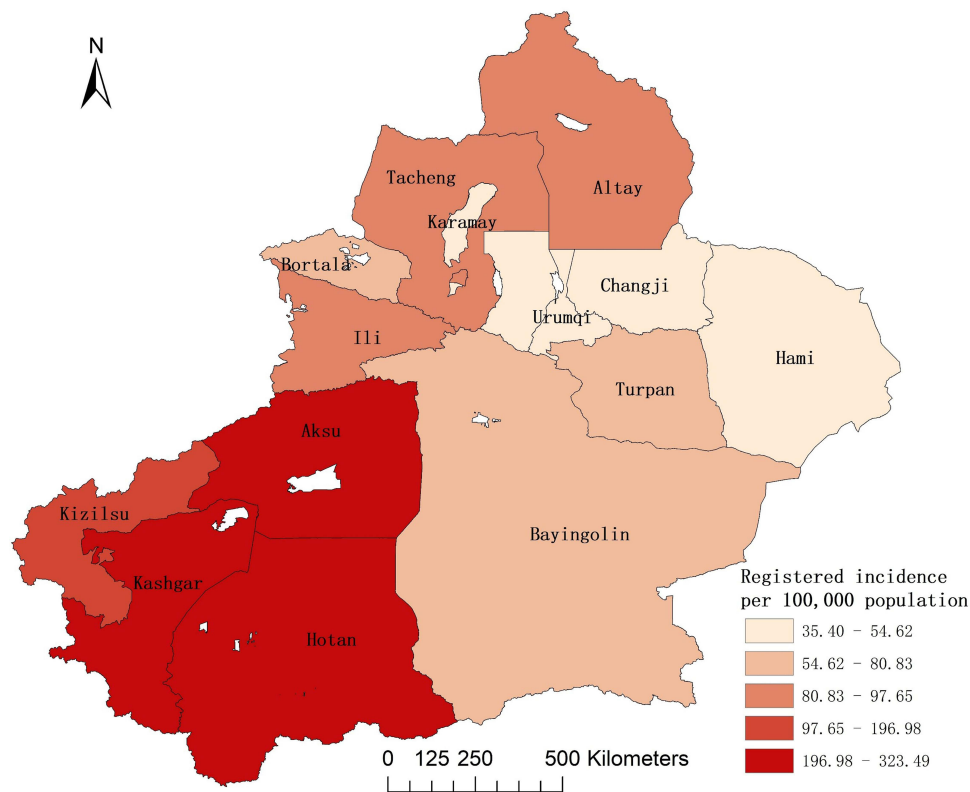 N
Altay
Tacheng
Karamay
Bortala
Changji
Urumqi
Ili
Hami
Turpan
Aksu
Kizilsu
Bayingolin
Kashgar
Hotan
Registered incidence
per 100,000 population
35.40 - 54.62
54.62 - 80.83
80.83 - 97.65
97.65 - 196.98
196.98 - 323.49
0 125 250 500 Kilometers